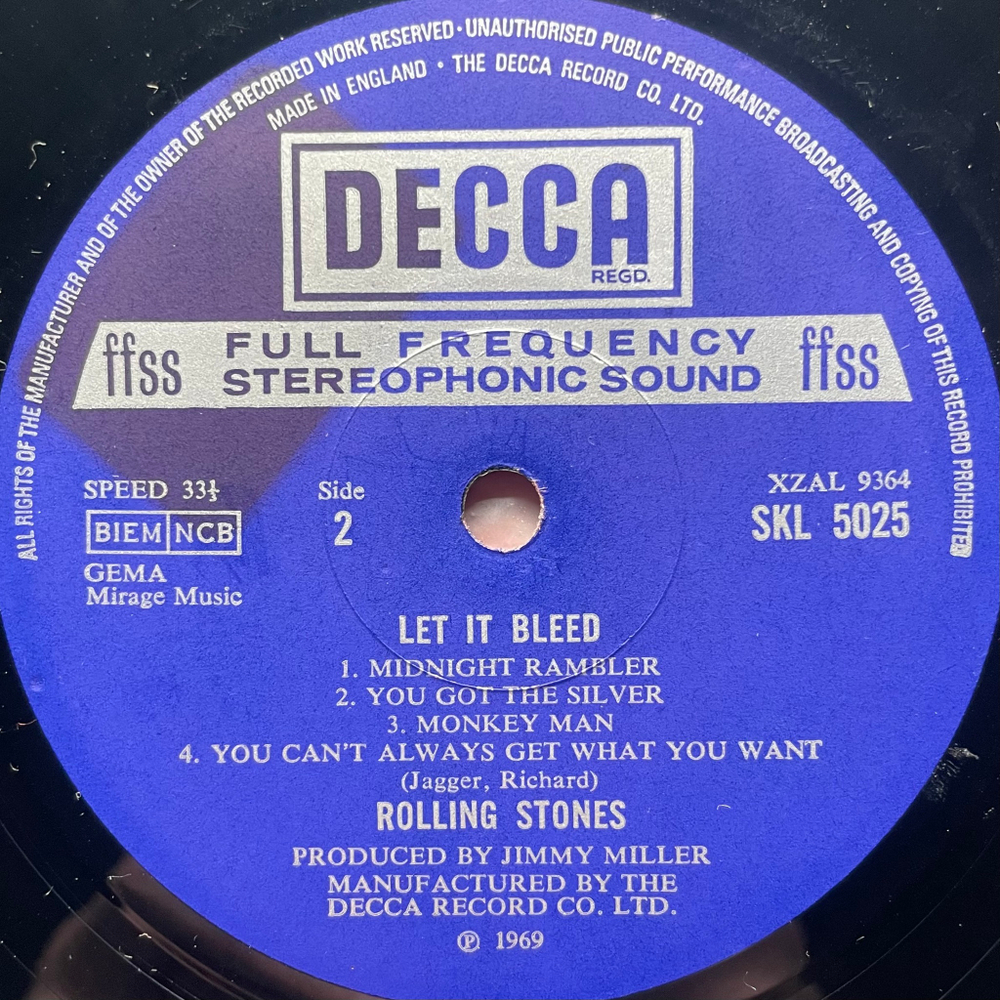 ALL RIGHTS OF THE MANUFACTURER AND OF THE OWNER OF THE RECORDED WORK RESERVED · UNAUTHORISED PUBLIC PERFORMANCE BROADCASTING AND COPYING OF THIS RECORD PROHIBITED
MADE IN ENGLAND · THE DECCA RECORD CO. LTD.
DECCA
REGD.
ffss FULL FREQUENCY STEREOPHONIC SOUND ffss
SPEED 33⅓
BIEM NCB
GEMA
Mirage Music
Side
2
XZAL 9364
SKL 5025
LET IT BLEED
1. MIDNIGHT RAMBLER
2. YOU GOT THE SILVER
3. MONKEY MAN
4. YOU CAN'T ALWAYS GET WHAT YOU WANT
(Jagger, Richard)
ROLLING STONES
PRODUCED BY JIMMY MILLER
MANUFACTURED BY THE
DECCA RECORD CO. LTD.
℗ 1969